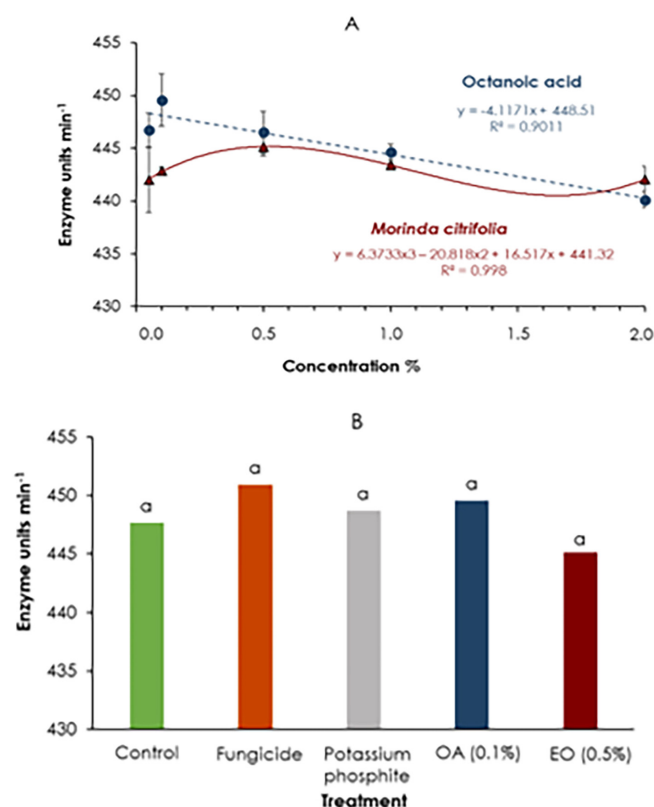 A
455
450
445
440
435
430
Enzyme units min-1
Octanoic acid
y = -4.1171x + 448.51
R² = 0.9011
Morinda citrifolia
y = 6.3733x3 – 20.818x2 + 16.517x + 441.32
R² = 0.998
0.0 0.5 1.0 1.5 2.0
Concentration %
B
455
450
445
440
435
430
Enzyme units min-1
a a a a a
Control Fungicide Potassium OA (0.1%) EO (0.5%)
phosphite
Treatment